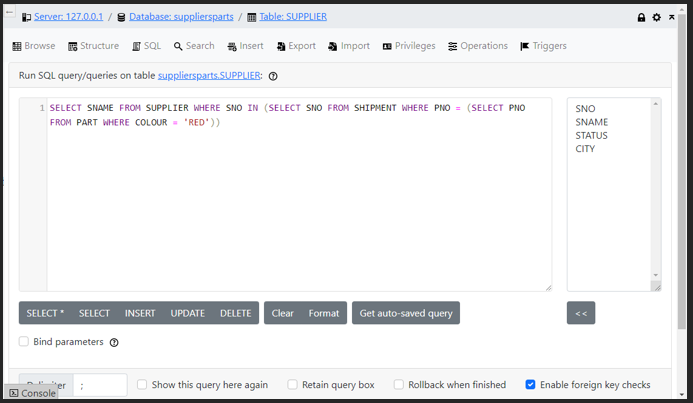 Server: 127.0.0.1 / Database: suppliersparts / Table: SUPPLIER
Browse Structure SQL Search Insert Export Import Privileges Operations Triggers
Run SQL query/queries on table suppliersparts.SUPPLIER:
1 SELECT SNAME FROM SUPPLIER WHERE SNO IN (SELECT SNO FROM SHIPMENT WHERE PNO = (SELECT PNO
FROM PART WHERE COLOUR = 'RED'))
SNO
SNAME
STATUS
CITY
SELECT * SELECT INSERT UPDATE DELETE Clear Format Get auto-saved query <<
Bind parameters
Delimiter ; Show this query here again Retain query box Rollback when finished Enable foreign key checks
Console